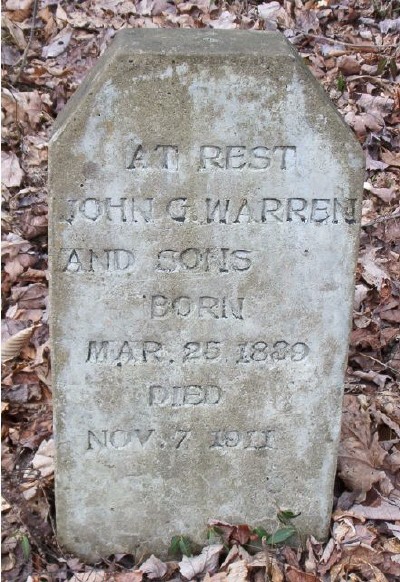 AT REST
JOHN G. WARREN
AND SONS
BORN
MAR. 25 1889
DIED
NOV. 7 1911